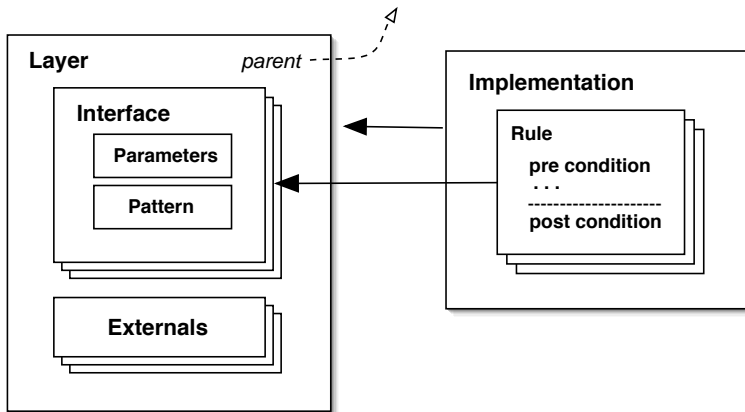 Layer
parent
Interface
Parameters
Pattern
Externals
Implementation
Rule
pre condition
. . .
post condition